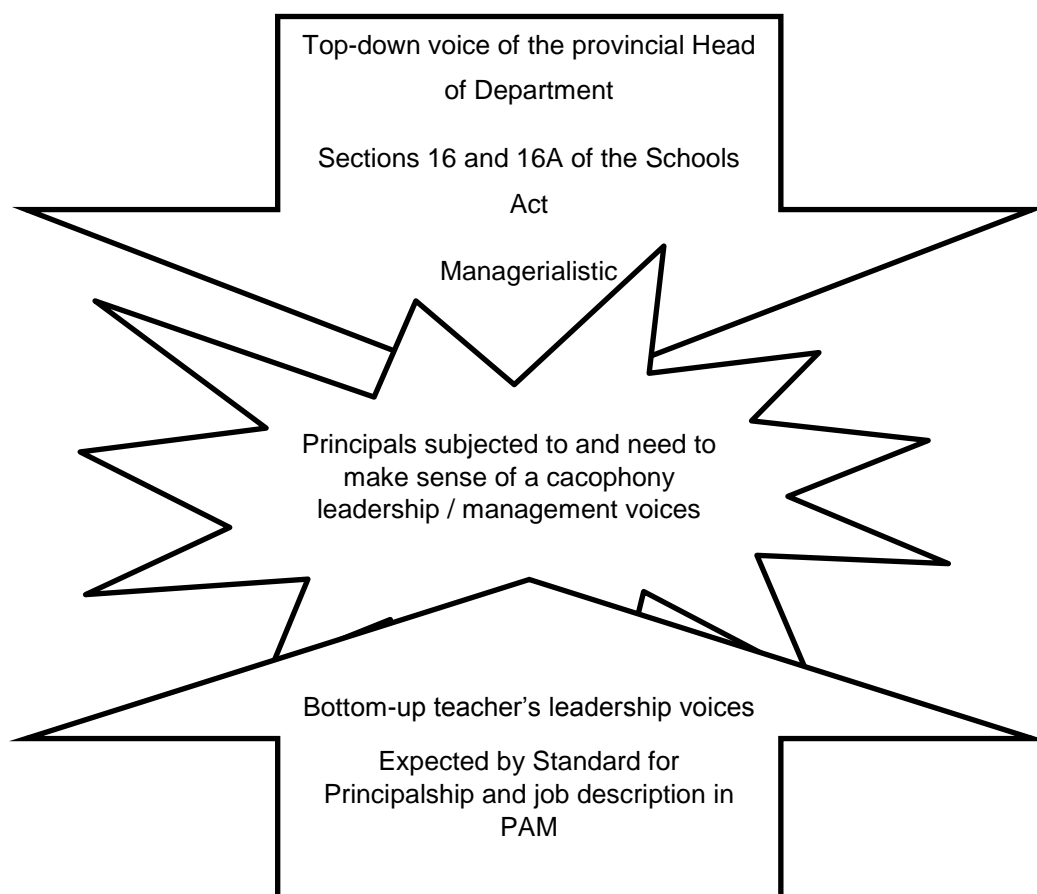 Top-down voice of the provincial Head
of Department
Sections 16 and 16A of the Schools
Act
Managerialistic
Principals subjected to and need to
make sense of a cacophony
leadership / management voices
Bottom-up teacher’s leadership voices
Expected by Standard for
Principalship and job description in
PAM